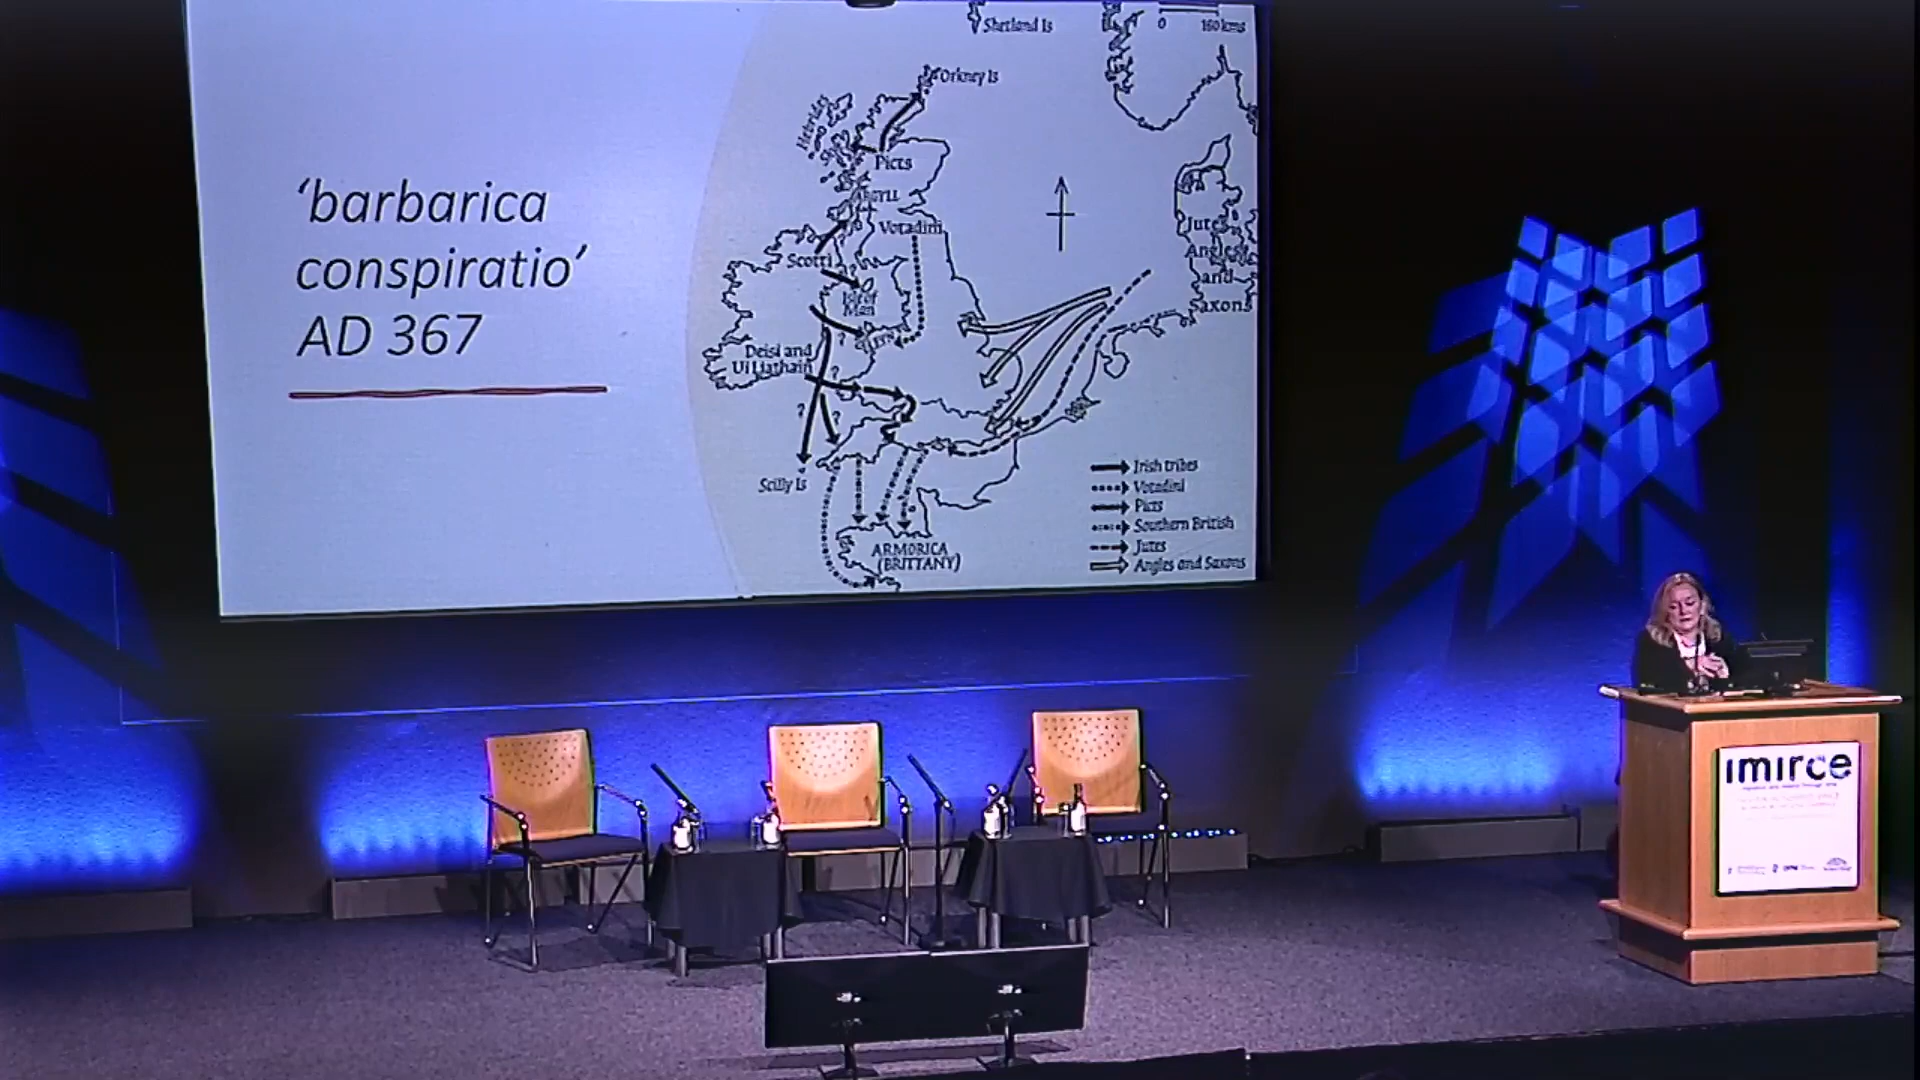 'barbarica
conspiratio'
AD 367
Shetland Is
0 160 kms
Orkney Is
Hebrides
Picts
ARGYLL
Votadini
Scotti
Isle of
Man
Deisi and
Ui Liathain
?
?
?
?
Scilly Is
Jutes
Angles
and
Saxons
ARMORICA
(BRITTANY)
Irish tribes
Votadini
Picts
Southern British
Jutes
Angles and Saxons
imirce